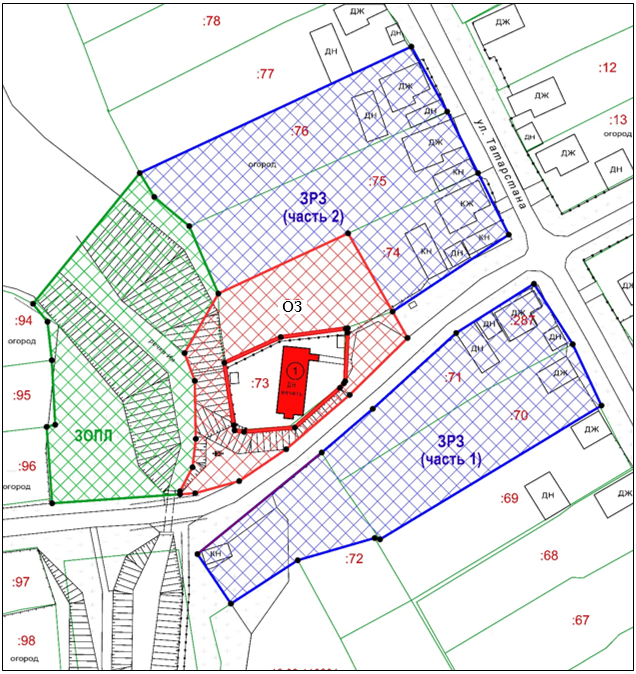 :78
ДЖ
ДН
ДН
:77
ДЖ
:12
ДЖ
ДЖ
ДН
ДН
:13
огород
:76
ДЖ
ДН
ДЖ
ДН
ул. Татарстана
огород
КН
:75
КЖ
ЗРЗ
(часть 2)
КН
:74
КН
ДН
ОЗ
:94
огород
:287
ДЖ
ДН
ДН
1
:73
:71
ДН
ДЖ
:95
:70
ЗОПЛ
ЗРЗ
(часть 1)
ДЖ
:96
огород
:69
ДН
ДЖ
КН
:72
:68
:97
:67
:98
огород